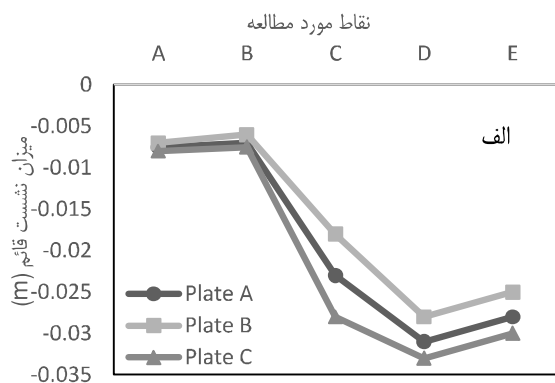 نقاط مورد مطالعه
A B C D E
0
-0.005
-0.01
-0.015
-0.02
-0.025
-0.03
-0.035
میزان نشست قائم (m)
الف
Plate A
Plate B
Plate C